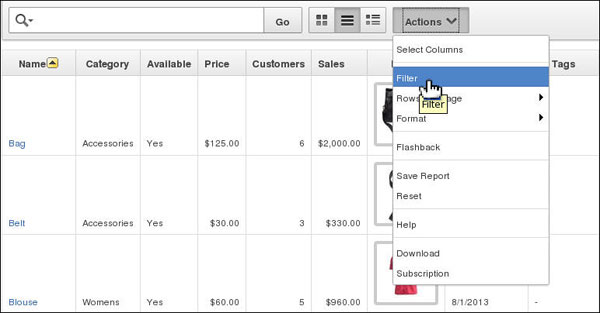 Go
Actions
Select Columns
Name Category Available Price Customers Sales Tags
Filter
Rows
Filter
Format
Bag Accessories Yes $125.00 6 $2,000.00
Flashback
Save Report
Reset
Belt Accessories Yes $30.00 3 $330.00
Help
Download
Subscription
Blouse Womens Yes $60.00 5 $960.00 8/1/2013 -